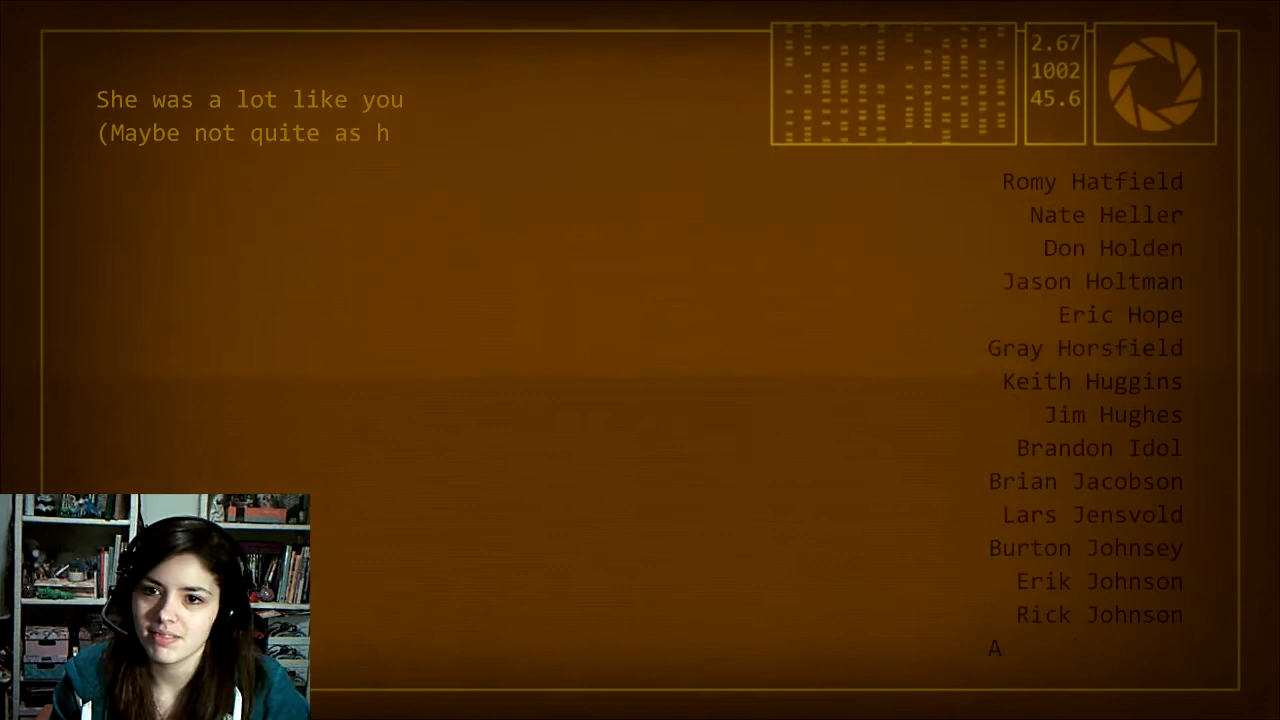 She was a lot like you
(Maybe not quite as h
2.67
1002
45.6
Romy Hatfield
Nate Heller
Don Holden
Jason Holtman
Eric Hope
Gray Horsfield
Keith Huggins
Jim Hughes
Brandon Idol
Brian Jacobson
Lars Jensvold
Burton Johnsey
Erik Johnson
Rick Johnson
A